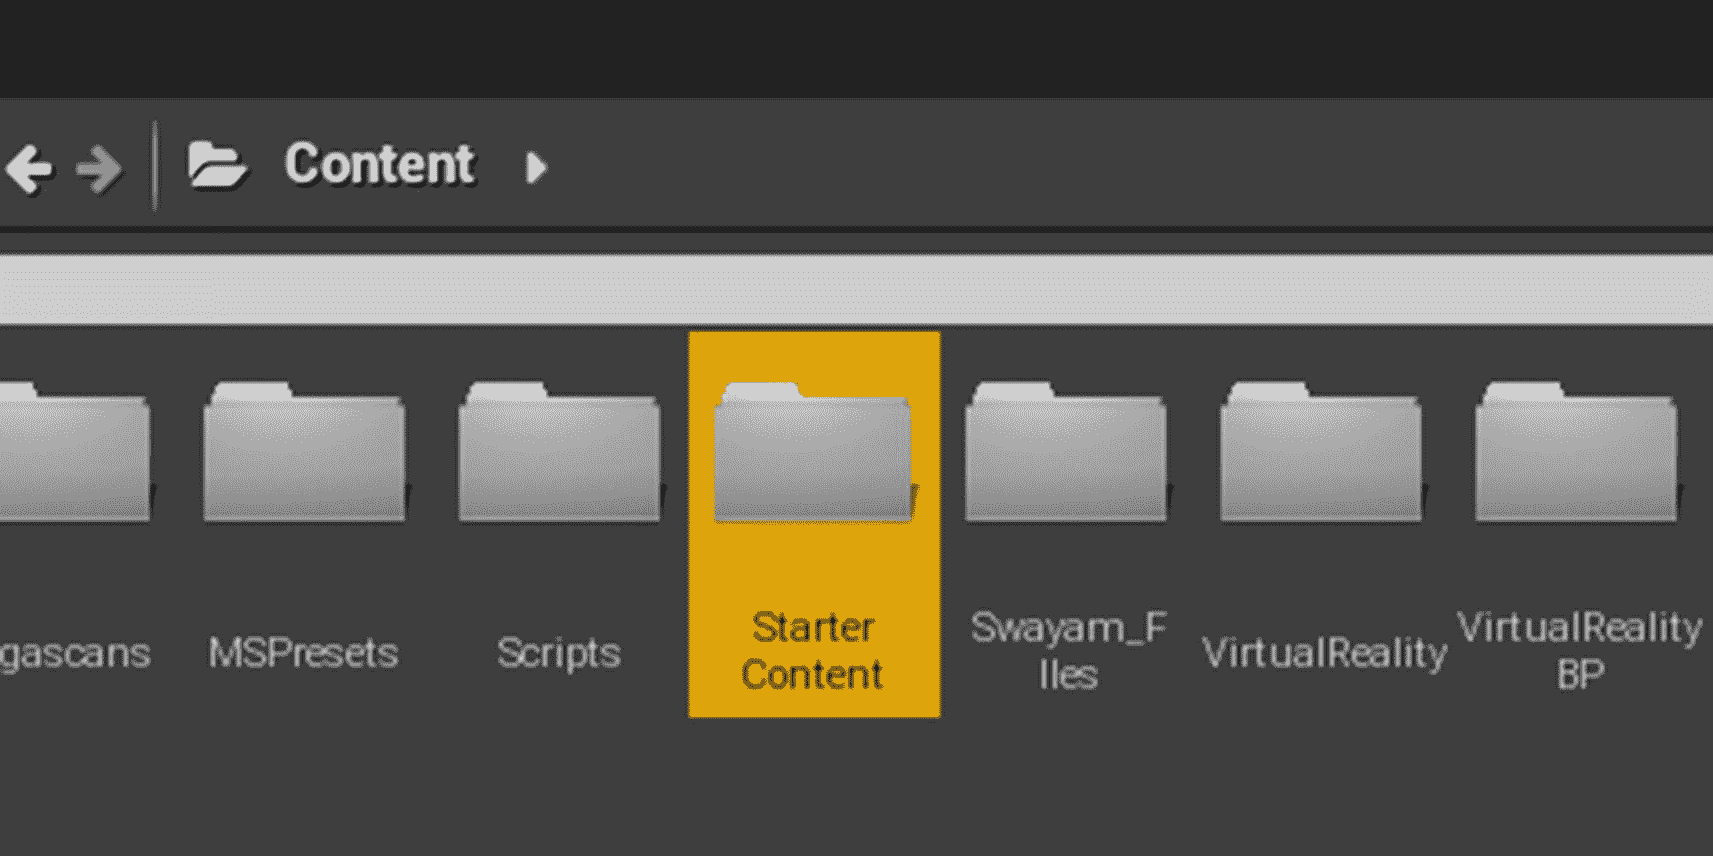 Content
gascans
MSPresets
Scripts
Starter
Content
Swayam_F
Iles
VirtualReality
VirtualReality
BP